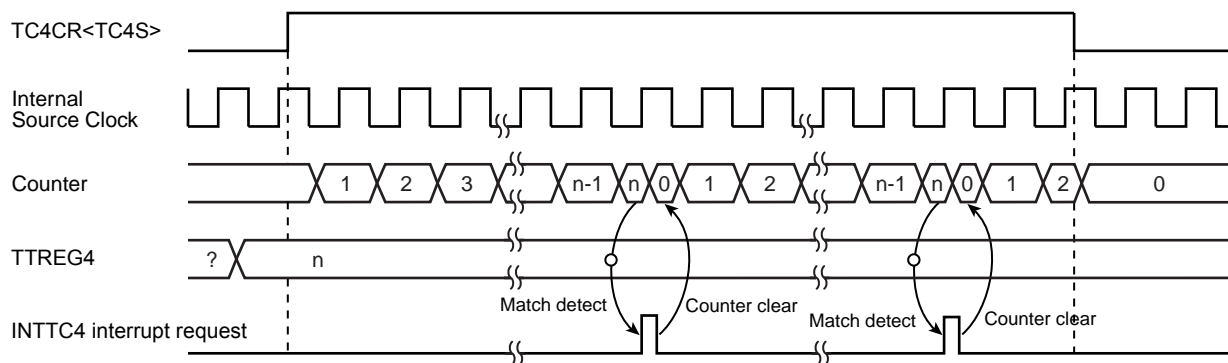 TC4CR<TC4S>
Internal
Source Clock
Counter
1 2 3 n-1 n 0 1 2 n-1 n 0 1 2 0
TTREG4
? n
Match detect Counter clear Match detect Counter clear
INTTC4 interrupt request